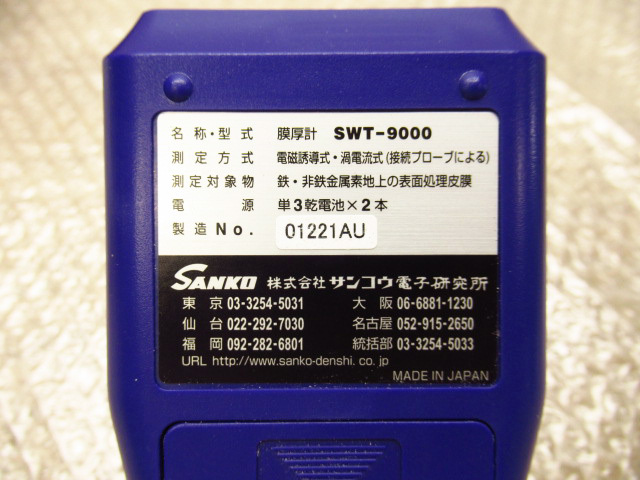 名称・型式 膜厚計 SWT-9000
測定方式 電磁誘導式・渦電流式(接続プローブによる)
測定対象物 鉄・非鉄金属素地上の表面処理皮膜
電源 単3乾電池×2本
製造No. 01221AU
SANKO 株式会社サンコウ電子研究所
東京 03-3254-5031 大阪 06-6881-1230
仙台 022-292-7030 名古屋 052-915-2650
福岡 092-282-6801 統括部 03-3254-5033
URL http://www.sanko-denshi.co.jp
MADE IN JAPAN